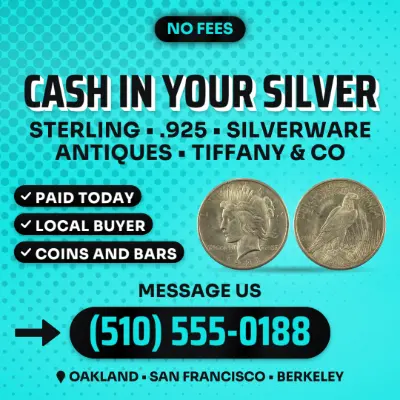 NO FEES
CASH IN YOUR SILVER
STERLING ▪ .925 ▪ SILVERWARE
ANTIQUES ▪ TIFFANY & CO
PAID TODAY
LOCAL BUYER
COINS AND BARS
MESSAGE US
(510) 555-0188
OAKLAND ▪ SAN FRANCISCO ▪ BERKELEY